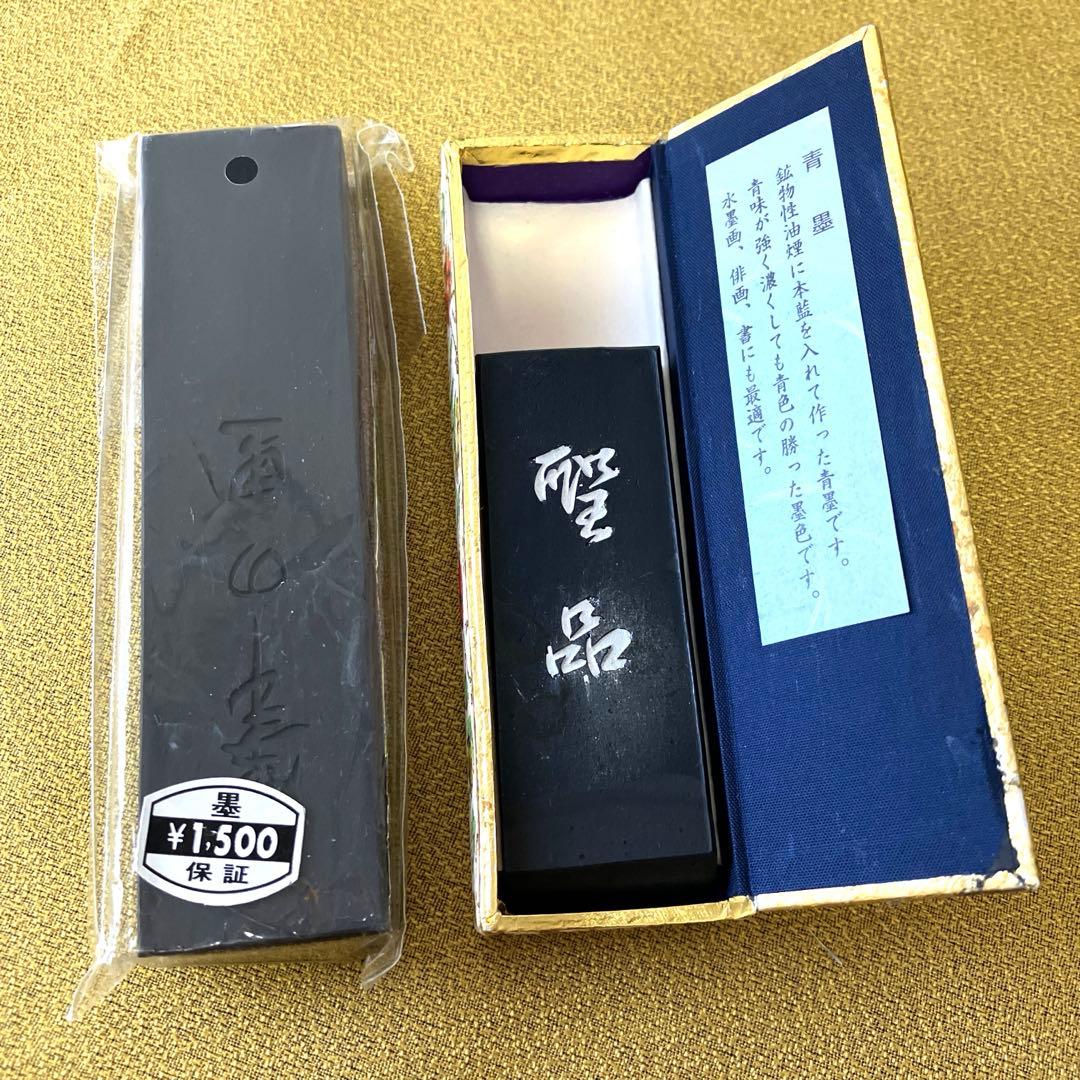 墨
¥1,500
保証
聖品
青墨
鉱物性油煙に本藍を入れて作った青墨です。
青味が強く濃くしても青色の勝った墨色です。
水墨画、俳画、書にも最適です。